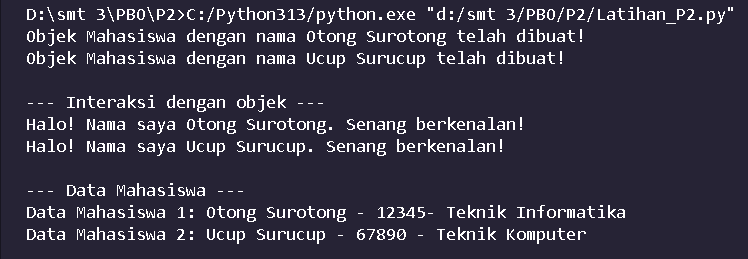 D:\smt 3\PBO\P2>C:/Python313/python.exe "d:/smt 3/PBO/P2/Latihan_P2.py"
Objek Mahasiswa dengan nama Otong Surotong telah dibuat!
Objek Mahasiswa dengan nama Ucup Surucup telah dibuat!
--- Interaksi dengan objek ---
Halo! Nama saya Otong Surotong. Senang berkenalan!
Halo! Nama saya Ucup Surucup. Senang berkenalan!
--- Data Mahasiswa ---
Data Mahasiswa 1: Otong Surotong - 12345- Teknik Informatika
Data Mahasiswa 2: Ucup Surucup - 67890 - Teknik Komputer